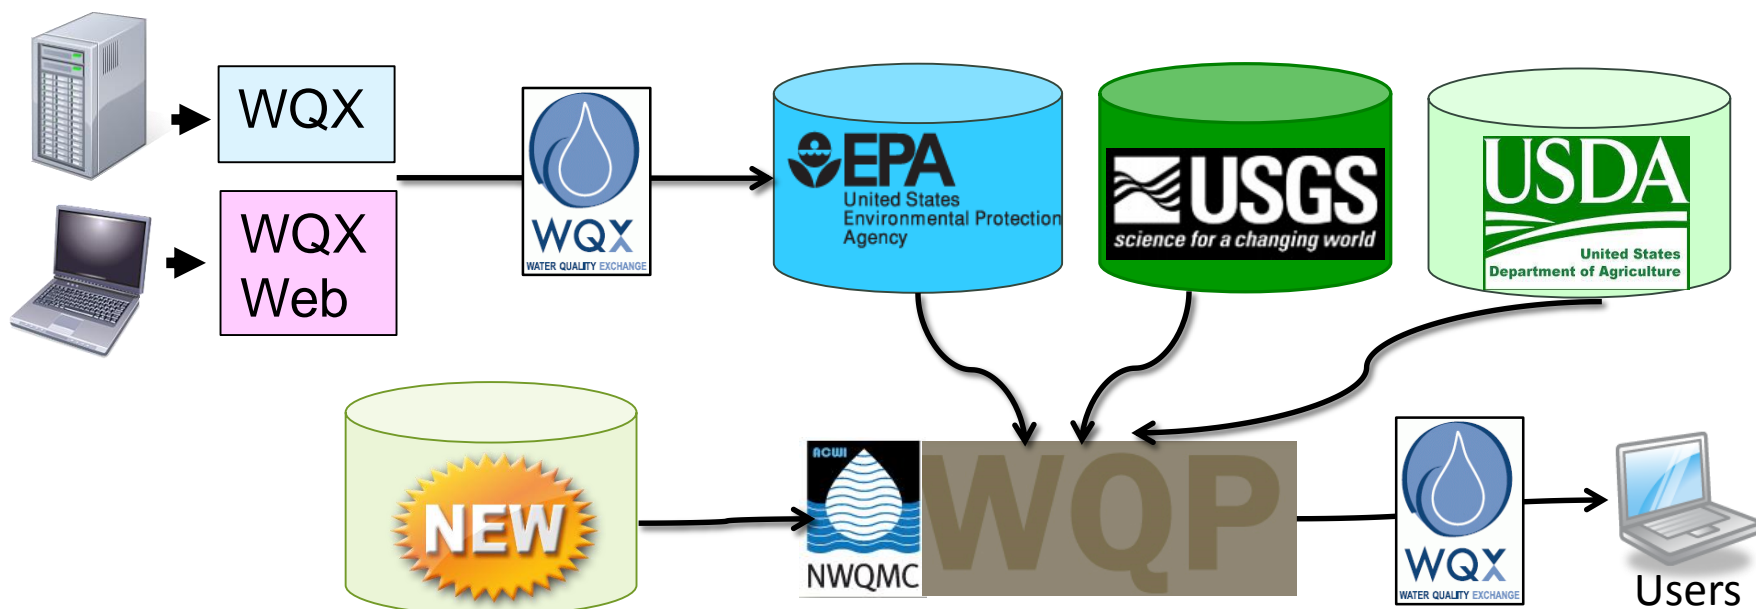 WQX
WQX
Web
WQX
WATER QUALITY EXCHANGE
EPA
United States
Environmental Protection
Agency
USGS
science for a changing world
USDA
United States
Department of Agriculture
NEW
ACWI
NWQMC
WQP
WQX
WATER QUALITY EXCHANGE
Users